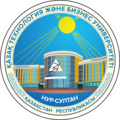 ҚАЗАҚ ТЕХНОЛОГИЯ ЖӘНЕ БИЗНЕС УНИВЕРСИТЕТІ
НҰР-СҰЛТАН
ҚАЗАҚСТАН РЕСПУБЛИКАСЫ